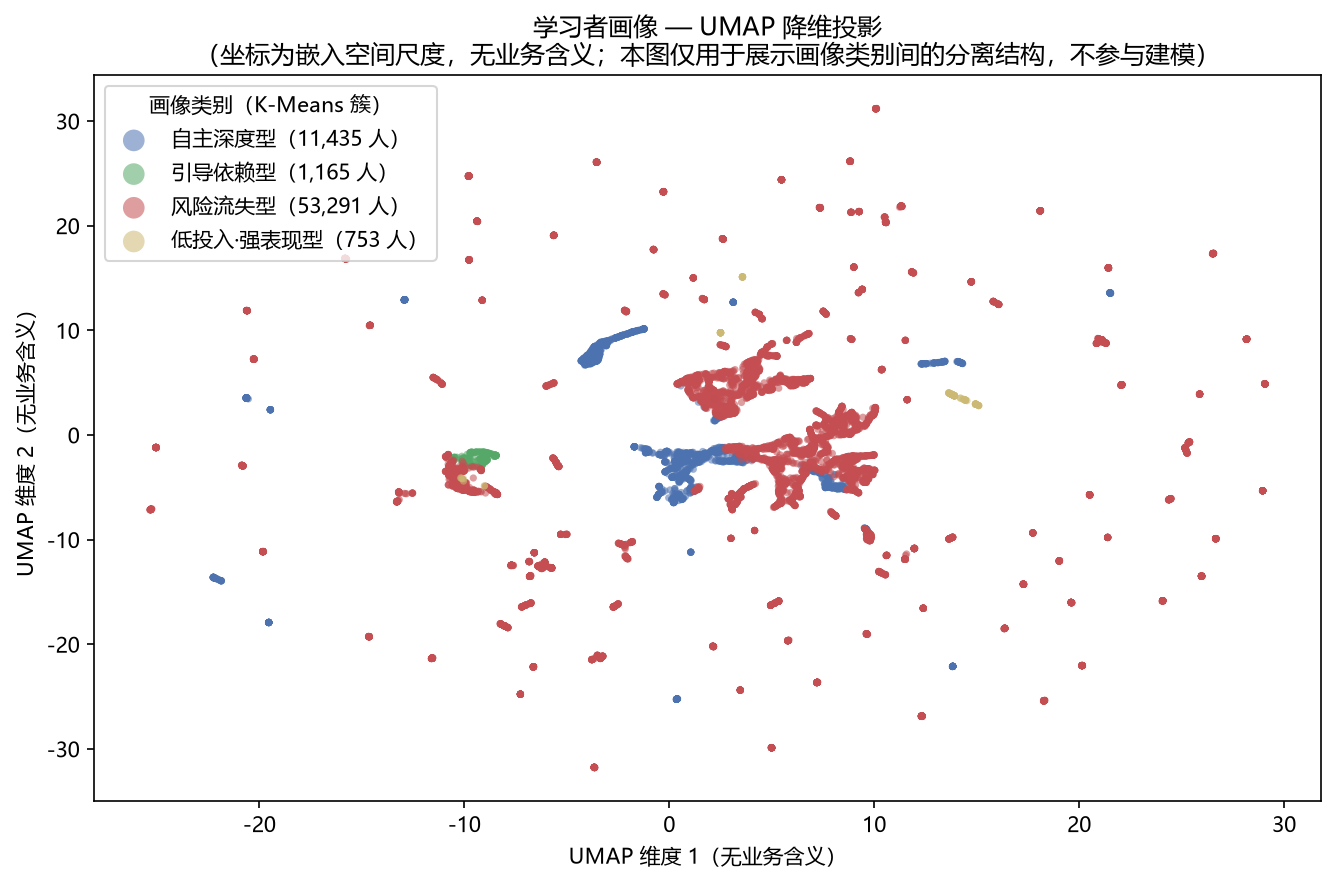 学习者画像 — UMAP 降维投影
（坐标为嵌入空间尺度，无业务含义；本图仅用于展示画像类别间的分离结构，不参与建模）
画像类别（K-Means 簇）
自主深度型（11,435 人）
引导依赖型（1,165 人）
风险流失型（53,291 人）
低投入·强表现型（753 人）
UMAP 维度 2（无业务含义）
30
20
10
0
-10
-20
-30
-20
-10
0
10
20
30
UMAP 维度 1（无业务含义）